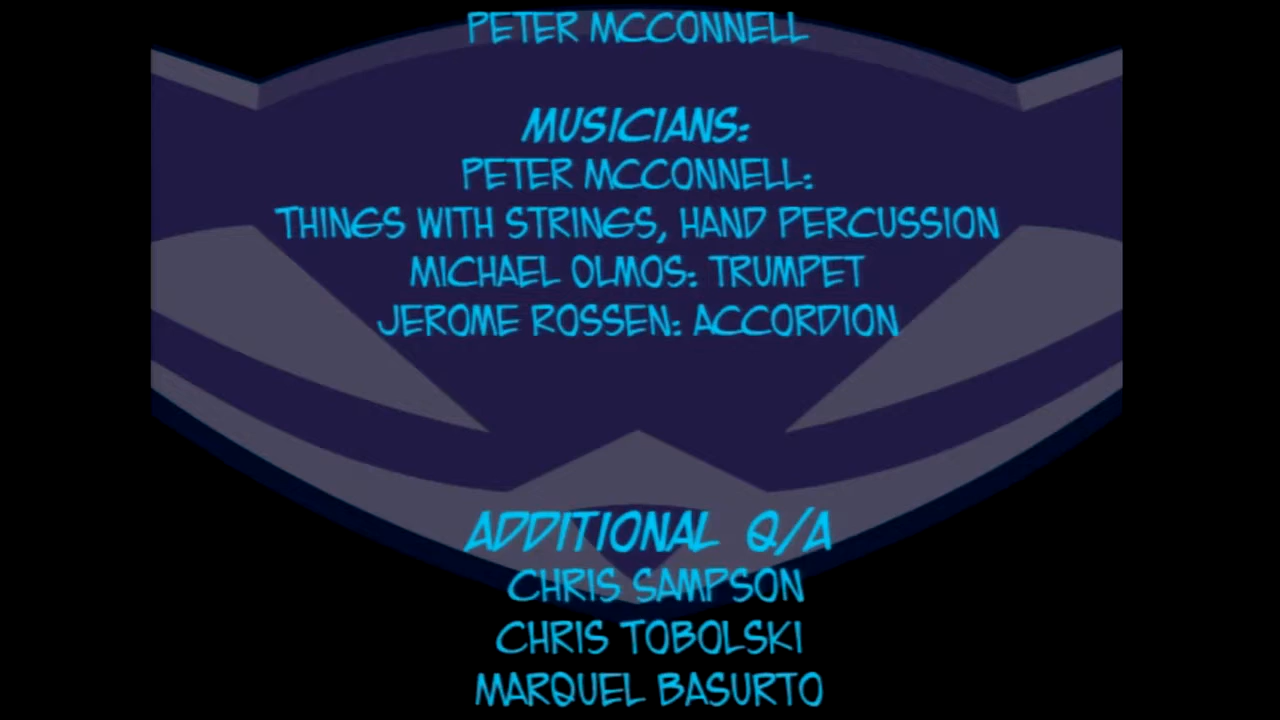 PETER MCCONNELL
MUSICIANS:
PETER MCCONNELL:
THINGS WITH STRINGS, HAND PERCUSSION
MICHAEL OLMOS: TRUMPET
JEROME ROSSEN: ACCORDION
ADDITIONAL Q/A
CHRIS SAMPSON
CHRIS TOBOLSKI
MARQUEL BASURTO